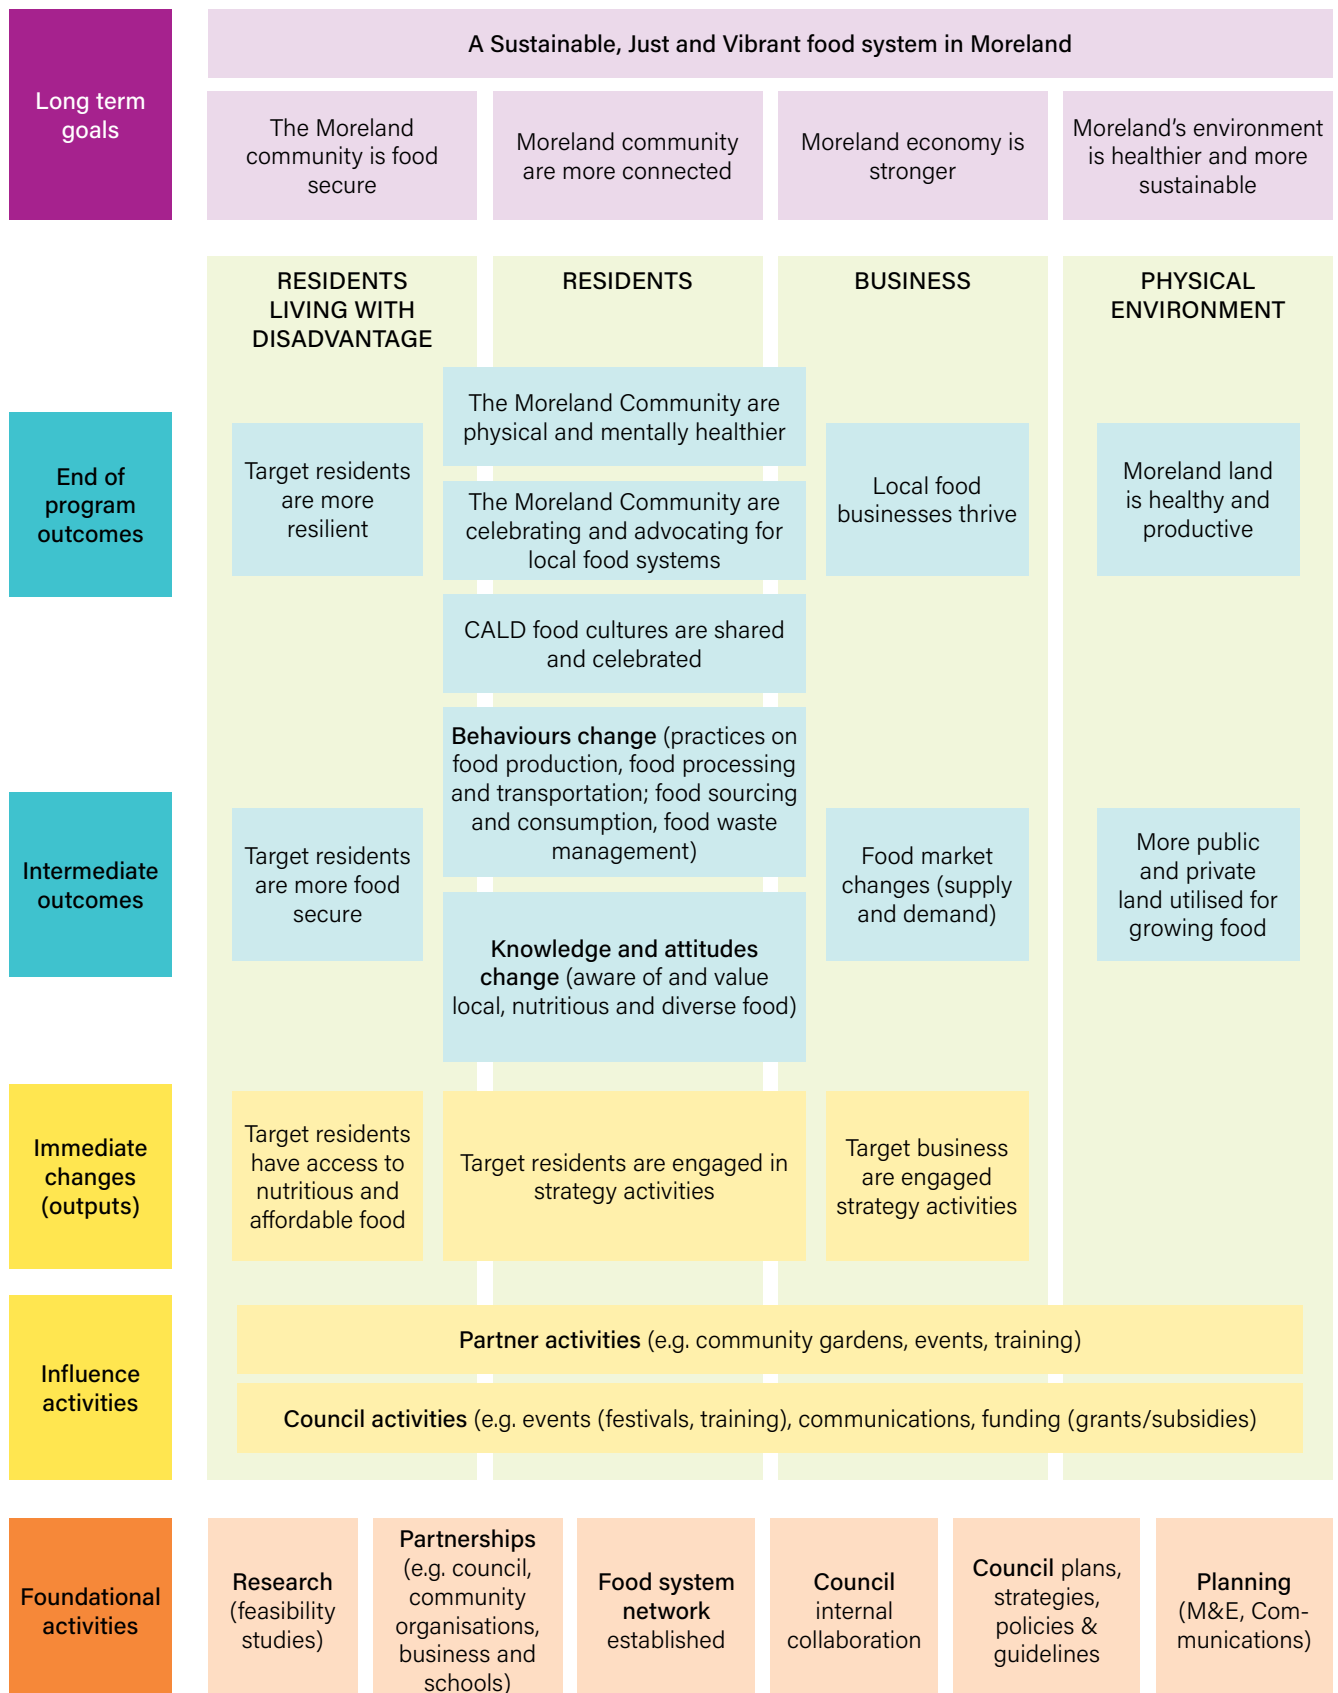 Long term
goals
A Sustainable, Just and Vibrant food system in Moreland
The Moreland
community is food
secure
Moreland community
are more connected
Moreland economy is
stronger
Moreland's environment
is healthier and more
sustainable
RESIDENTS
LIVING WITH
DISADVANTAGE
RESIDENTS
BUSINESS
PHYSICAL
ENVIRONMENT
End of
program
outcomes
Target residents
are more
resilient
The Moreland Community are
physical and mentally healthier
The Moreland Community are
celebrating and advocating for
local food systems
CALD food cultures are shared
and celebrated
Local food
businesses thrive
Moreland land
is healthy and
productive
Intermediate
outcomes
Target residents
are more food
secure
Behaviours change (practices on
food production, food processing
and transportation; food sourcing
and consumption, food waste
management)
Knowledge and attitudes
change (aware of and value
local, nutritious and diverse food)
Food market
changes (supply
and demand)
More public
and private
land utilised for
growing food
Immediate
changes
(outputs)
Target residents
have access to
nutritious and
affordable food
Target residents are engaged in
strategy activities
Target business
are engaged
strategy activities
Influence
activities
Partner activities (e.g. community gardens, events, training)
Council activities (e.g. events (festivals, training), communications, funding (grants/subsidies)
Foundational
activities
Research
(feasibility
studies)
Partnerships
(e.g. council,
community
organisations,
business and
schools)
Food system
network
established
Council
internal
collaboration
Council plans,
strategies,
policies &
guidelines
Planning
(M&E, Com-
munications)